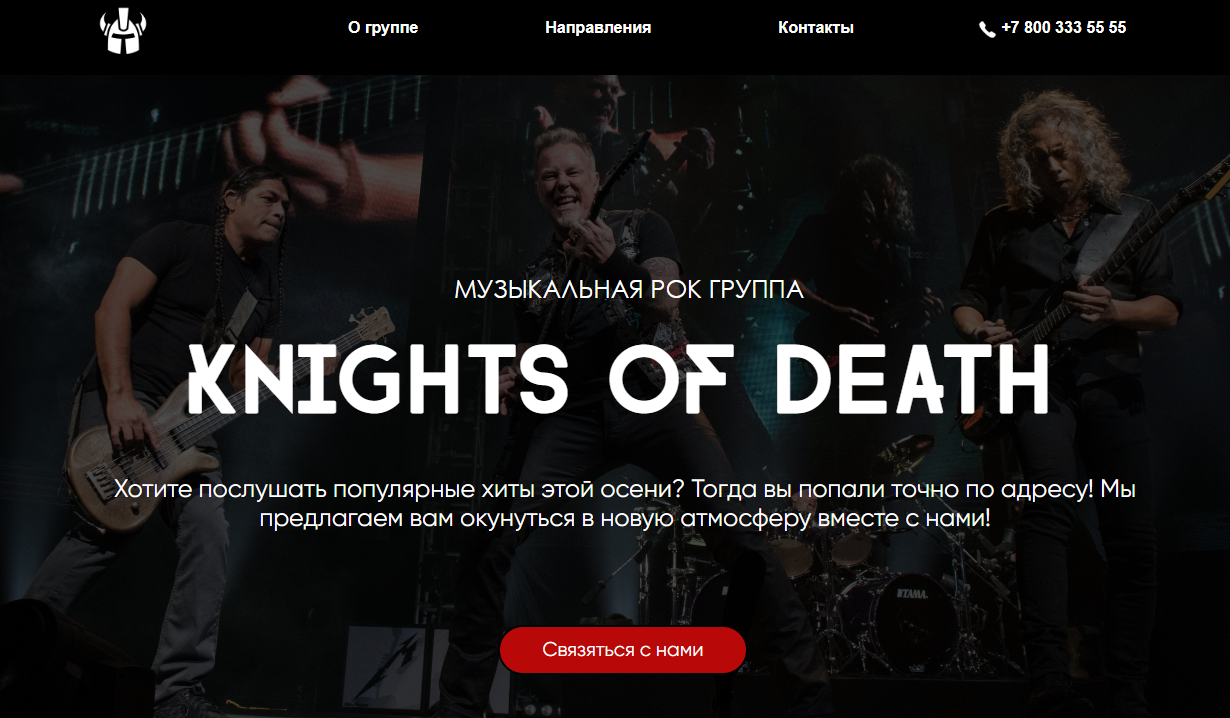 О группе
Направления
Контакты
+7 800 333 55 55
МУЗЫКАЛЬНАЯ РОК ГРУППА
KNIGHTS OF DEATH
Хотите послушать популярные хиты этой осени? Тогда вы попали точно по адресу! Мы
предлагаем вам окунуться в новую атмосферу вместе с нами!
TAMA
Связяться с нами